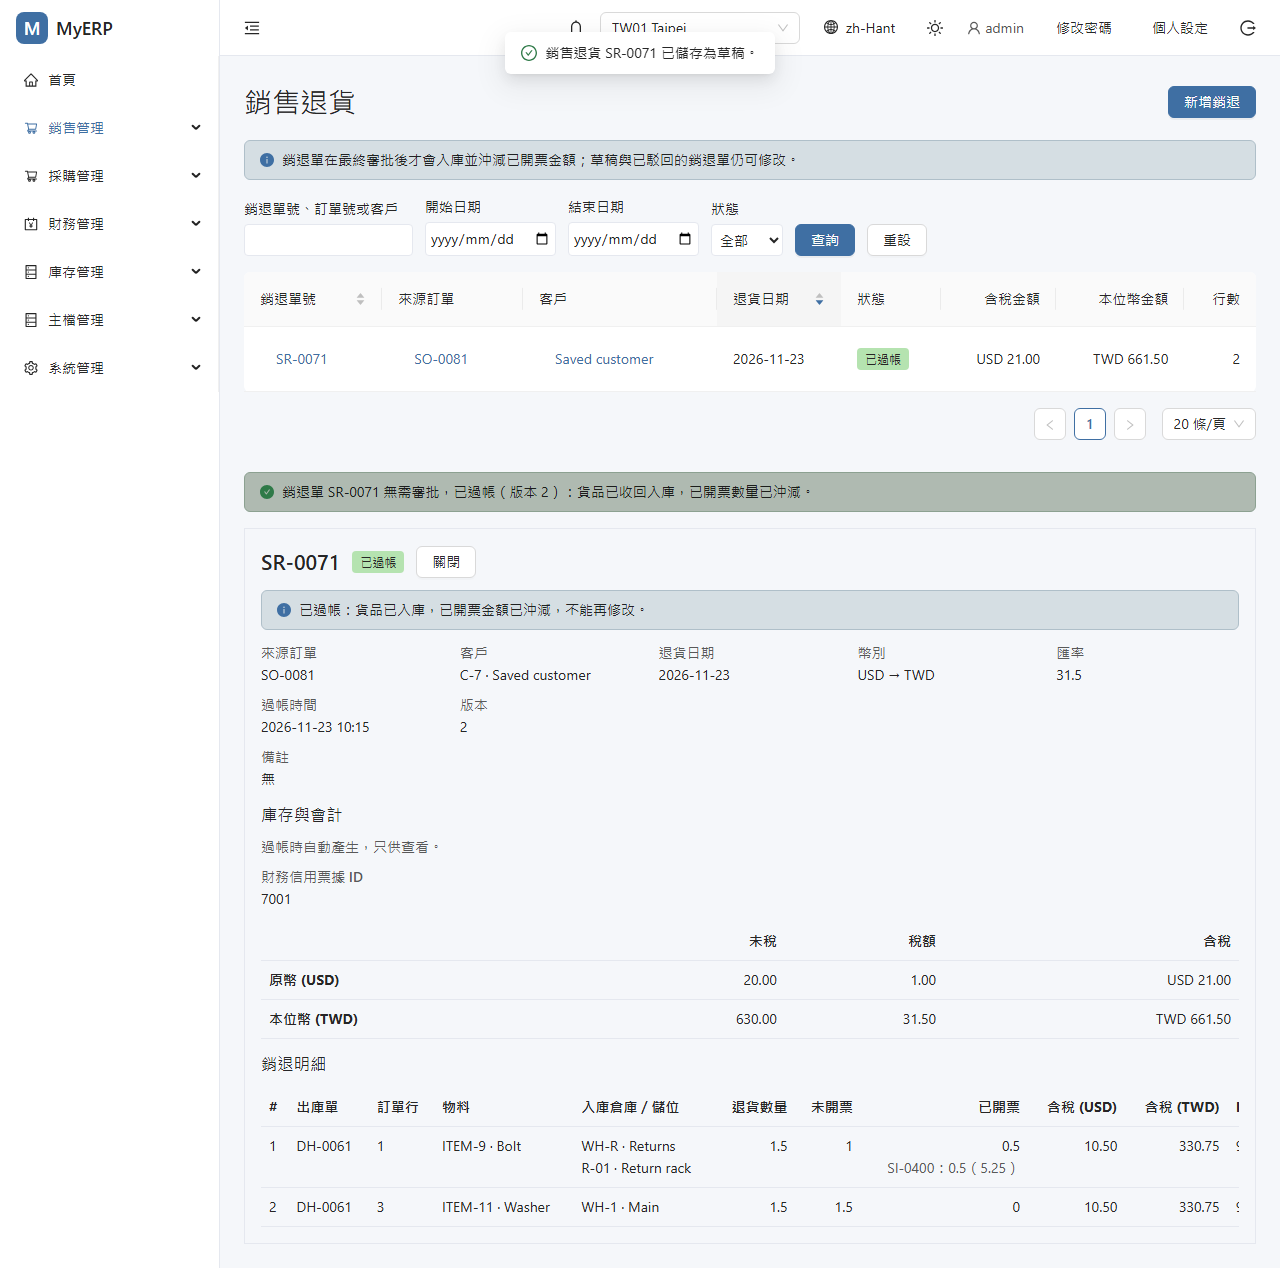 MyERP
TW01 Taipei
zh-Hant
admin
修改密碼
個人設定
銷售退貨 SR-0071 已儲存為草稿。
首頁
銷售管理
採購管理
財務管理
庫存管理
主檔管理
系統管理
銷售退貨
新增銷退
銷退單在最終審批後才會入庫並沖減已開票金額；草稿與已駁回的銷退單仍可修改。
銷退單號、訂單號或客戶
開始日期
結束日期
狀態
yyyy/mm/dd
yyyy/mm/dd
全部
查詢
重設
銷退單號 來源訂單 客戶 退貨日期 狀態 含稅金額 本位幣金額 行數
SR-0071 SO-0081 Saved customer 2026-11-23 已過帳 USD 21.00 TWD 661.50 2
1
20 條/頁
銷退單 SR-0071 無需審批，已過帳（版本 2）：貨品已收回入庫，已開票數量已沖減。
SR-0071 已過帳 關閉
已過帳：貨品已入庫，已開票金額已沖減，不能再修改。
來源訂單 客戶 退貨日期 幣別 匯率
SO-0081 C-7 · Saved customer 2026-11-23 USD → TWD 31.5
過帳時間 版本
2026-11-23 10:15 2
備註
無
庫存與會計
過帳時自動產生，只供查看。
財務信用票據 ID
7001
未稅 稅額 含稅
原幣 (USD) 20.00 1.00 USD 21.00
本位幣 (TWD) 630.00 31.50 TWD 661.50
銷退明細
# 出庫單 訂單行 物料 入庫倉庫 / 儲位 退貨數量 未開票 已開票 含稅 (USD) 含稅 (TWD)
1 DH-0061 1 ITEM-9 · Bolt WH-R · Returns 1.5 1 0.5 10.50 330.75
R-01 · Return rack SI-0400：0.5（5.25）
2 DH-0061 3 ITEM-11 · Washer WH-1 · Main 1.5 1.5 0 10.50 330.75